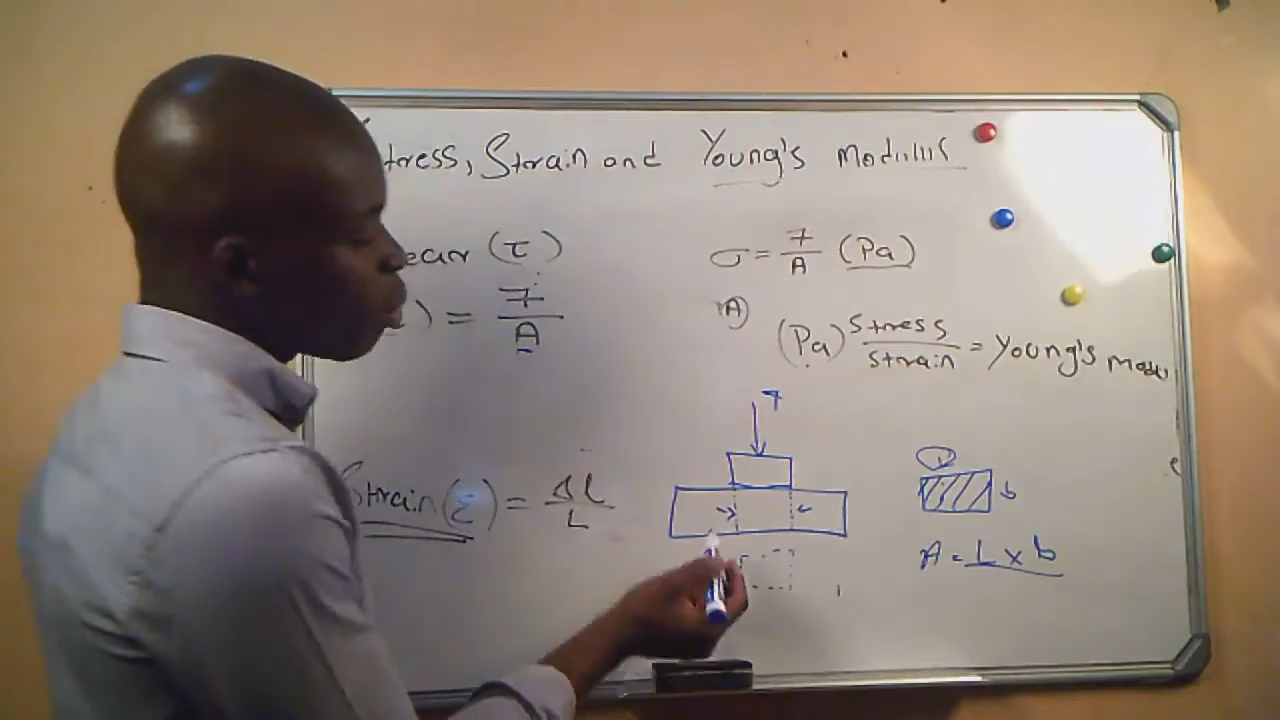 Stress, Strain and Young's Modulus
ear (τ)
) = F/A
σ = F/A (Pa)
(A)
(Pa) Stress/Strain = Young's Modu
F
Strain (ε) = ΔL/L
b
A = L x b